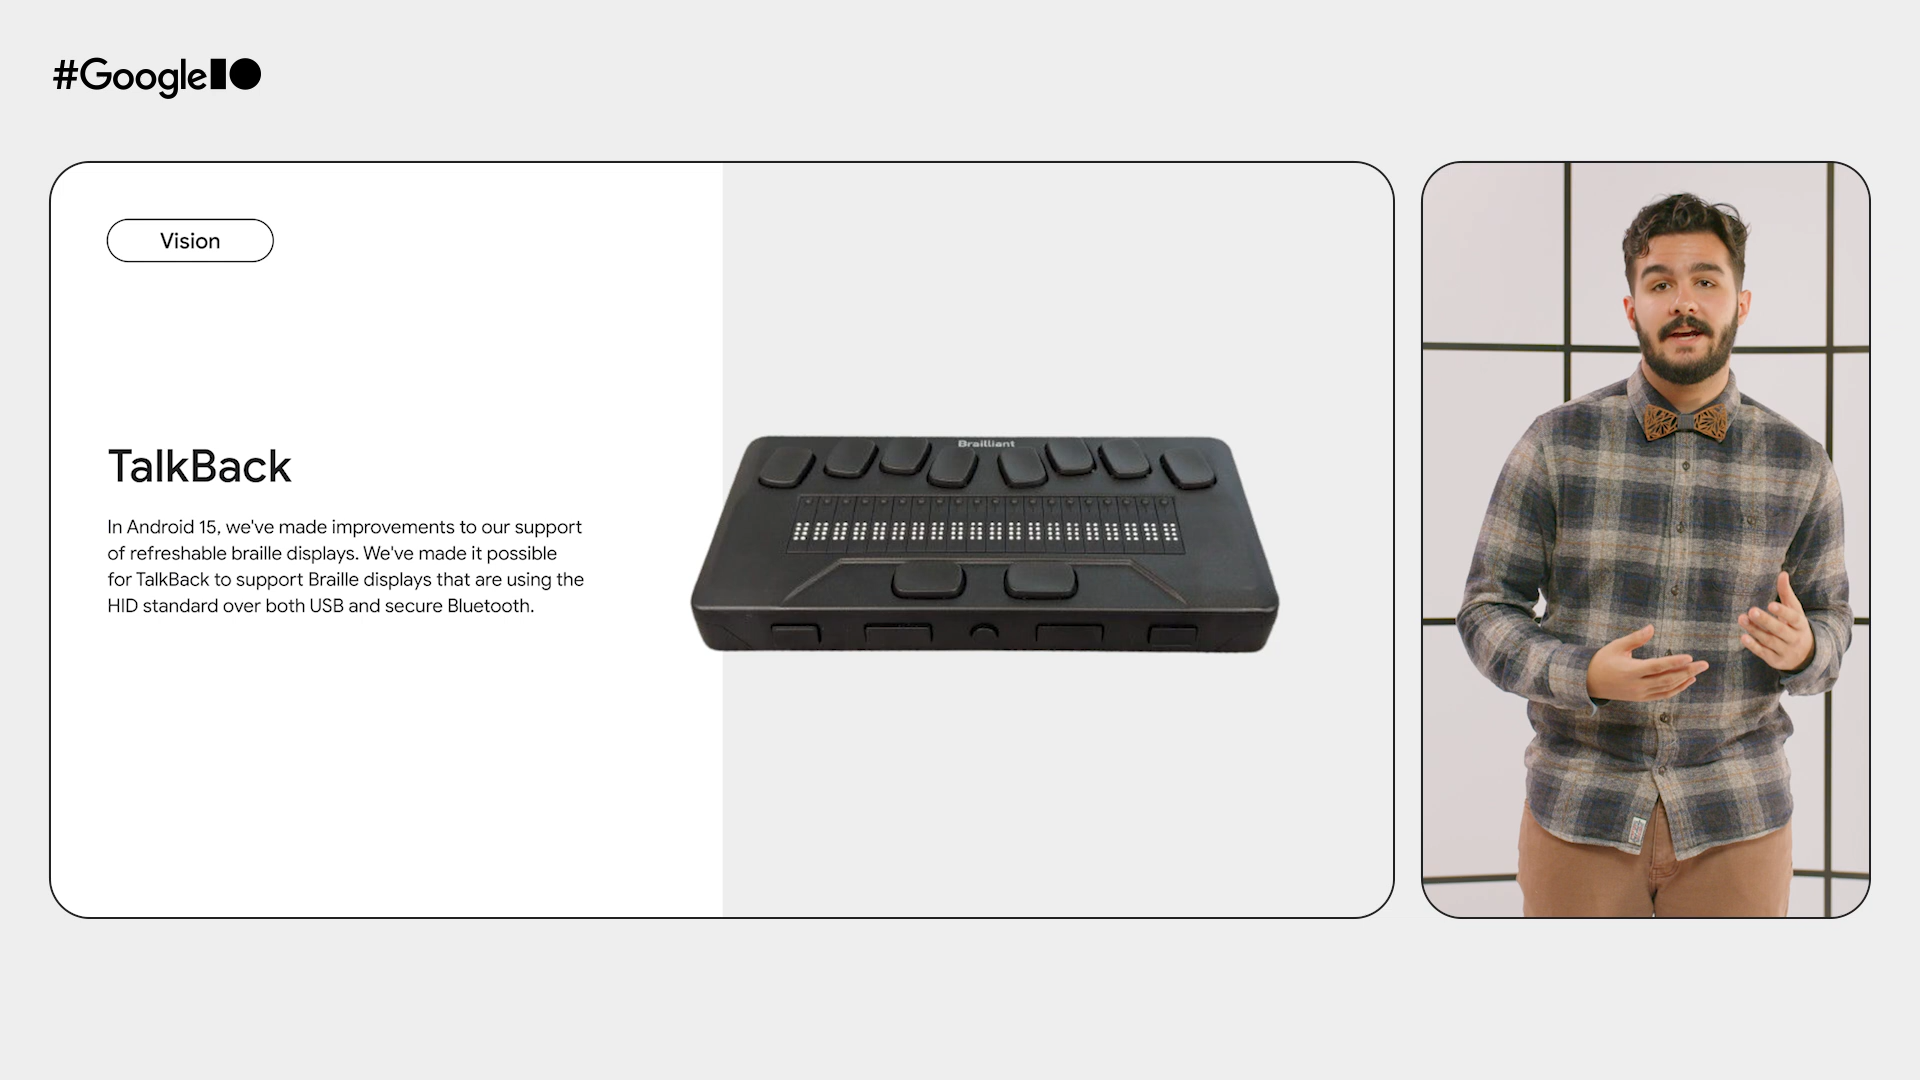 #Google IO
Vision
TalkBack
In Android 15, we've made improvements to our support
of refreshable braille displays. We've made it possible
for TalkBack to support Braille displays that are using the
HID standard over both USB and secure Bluetooth.
Brailliant